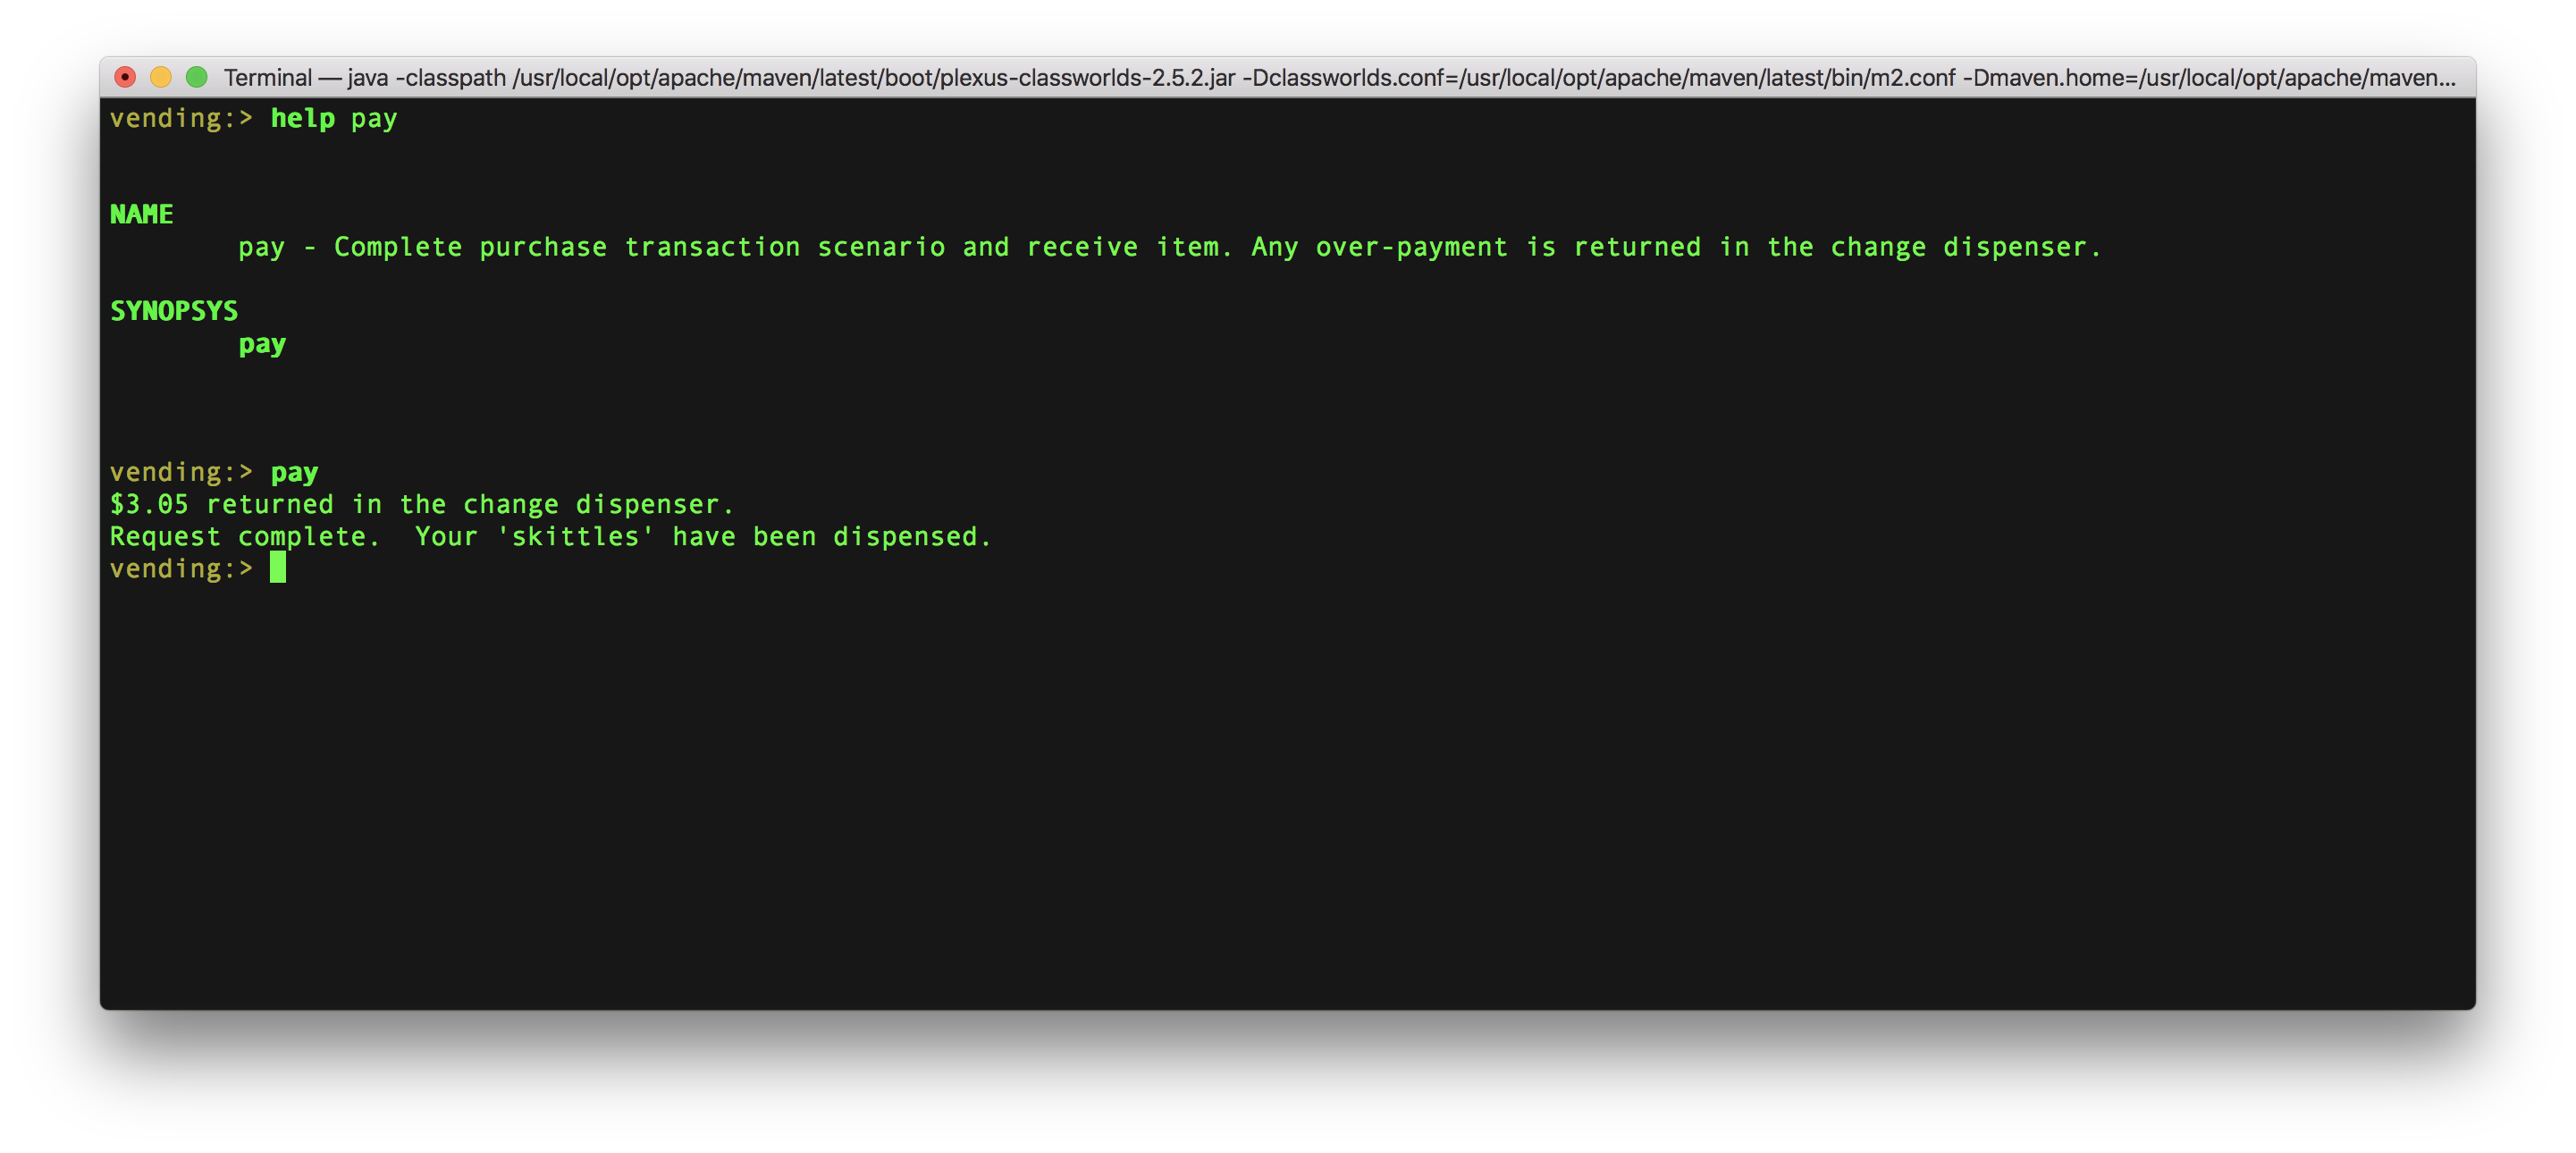 Terminal — java -classpath /usr/local/opt/apache/maven/latest/boot/plexus-classworlds-2.5.2.jar -Dclassworlds.conf=/usr/local/opt/apache/maven/latest/bin/m2.conf -Dmaven.home=/usr/local/opt/apache/maven...
vending:> help pay
NAME
pay - Complete purchase transaction scenario and receive item. Any over-payment is returned in the change dispenser.
SYNOPSYS
pay
vending:> pay
$3.05 returned in the change dispenser.
Request complete.  Your 'skittles' have been dispensed.
vending:>